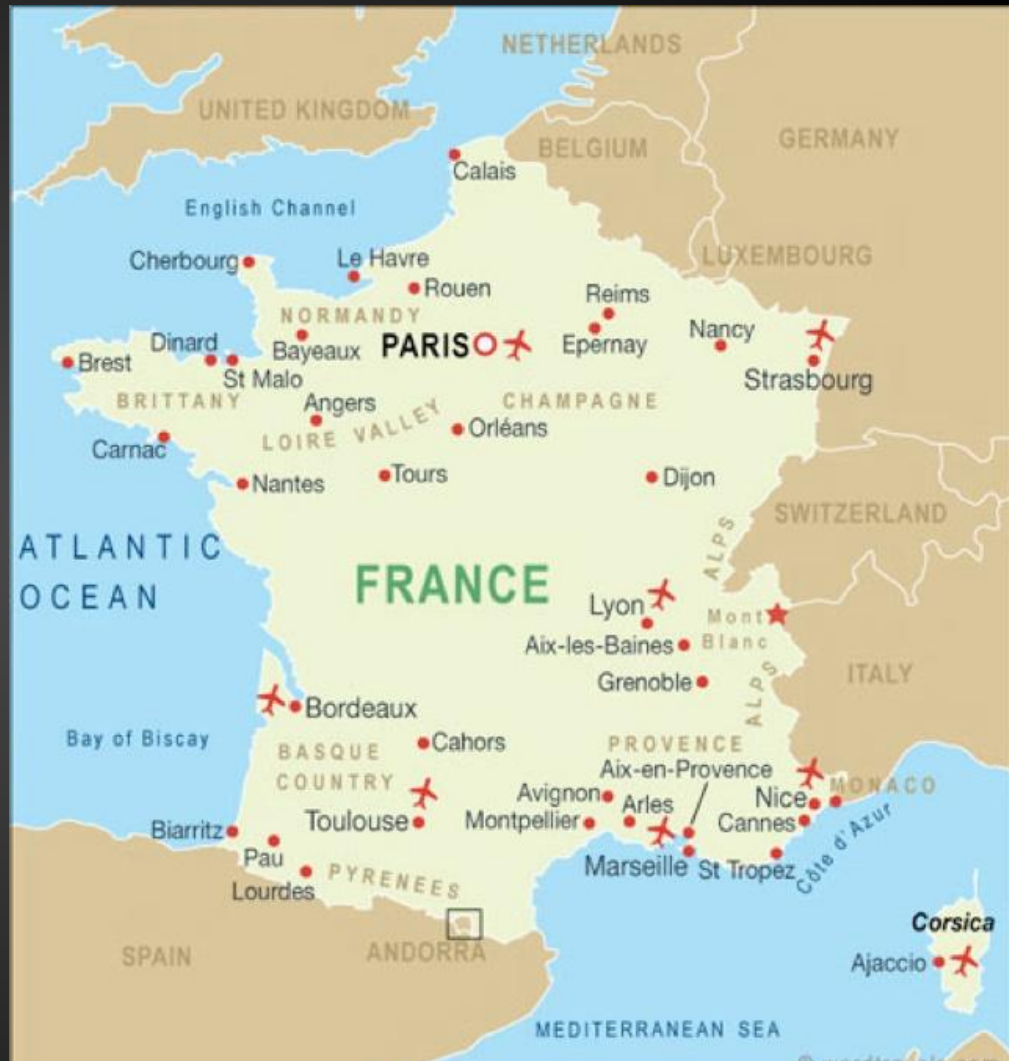 NETHERLANDS
UNITED KINGDOM
BELGIUM
GERMANY
Calais
English Channel
LUXEMBOURG
Cherbourg
Le Havre
Rouen
Reims
NORMANDY
Nancy
Dinard
Bayeaux
PARIS
Epernay
Brest
St Malo
Strasbourg
BRITTANY
Angers
CHAMPAGNE
LOIRE VALLEY
Orléans
Carnac
Nantes
Tours
Dijon
SWITZERLAND
ATLANTIC
OCEAN
ALPS
FRANCE
Lyon
Mont
Blanc
Aix-les-Baines
Grenoble
ITALY
ALPS
Bordeaux
Bay of Biscay
Cahors
PROVENCE
BASQUE
COUNTRY
Aix-en-Provence
Avignon
Arles
Nice
MONACO
Biarritz
Toulouse
Montpellier
Cannes
Côte d'Azur
Pau
Marseille
St Tropez
Lourdes
PYRENEES
Corsica
SPAIN
ANDORRA
Ajaccio
MEDITERRANEAN SEA